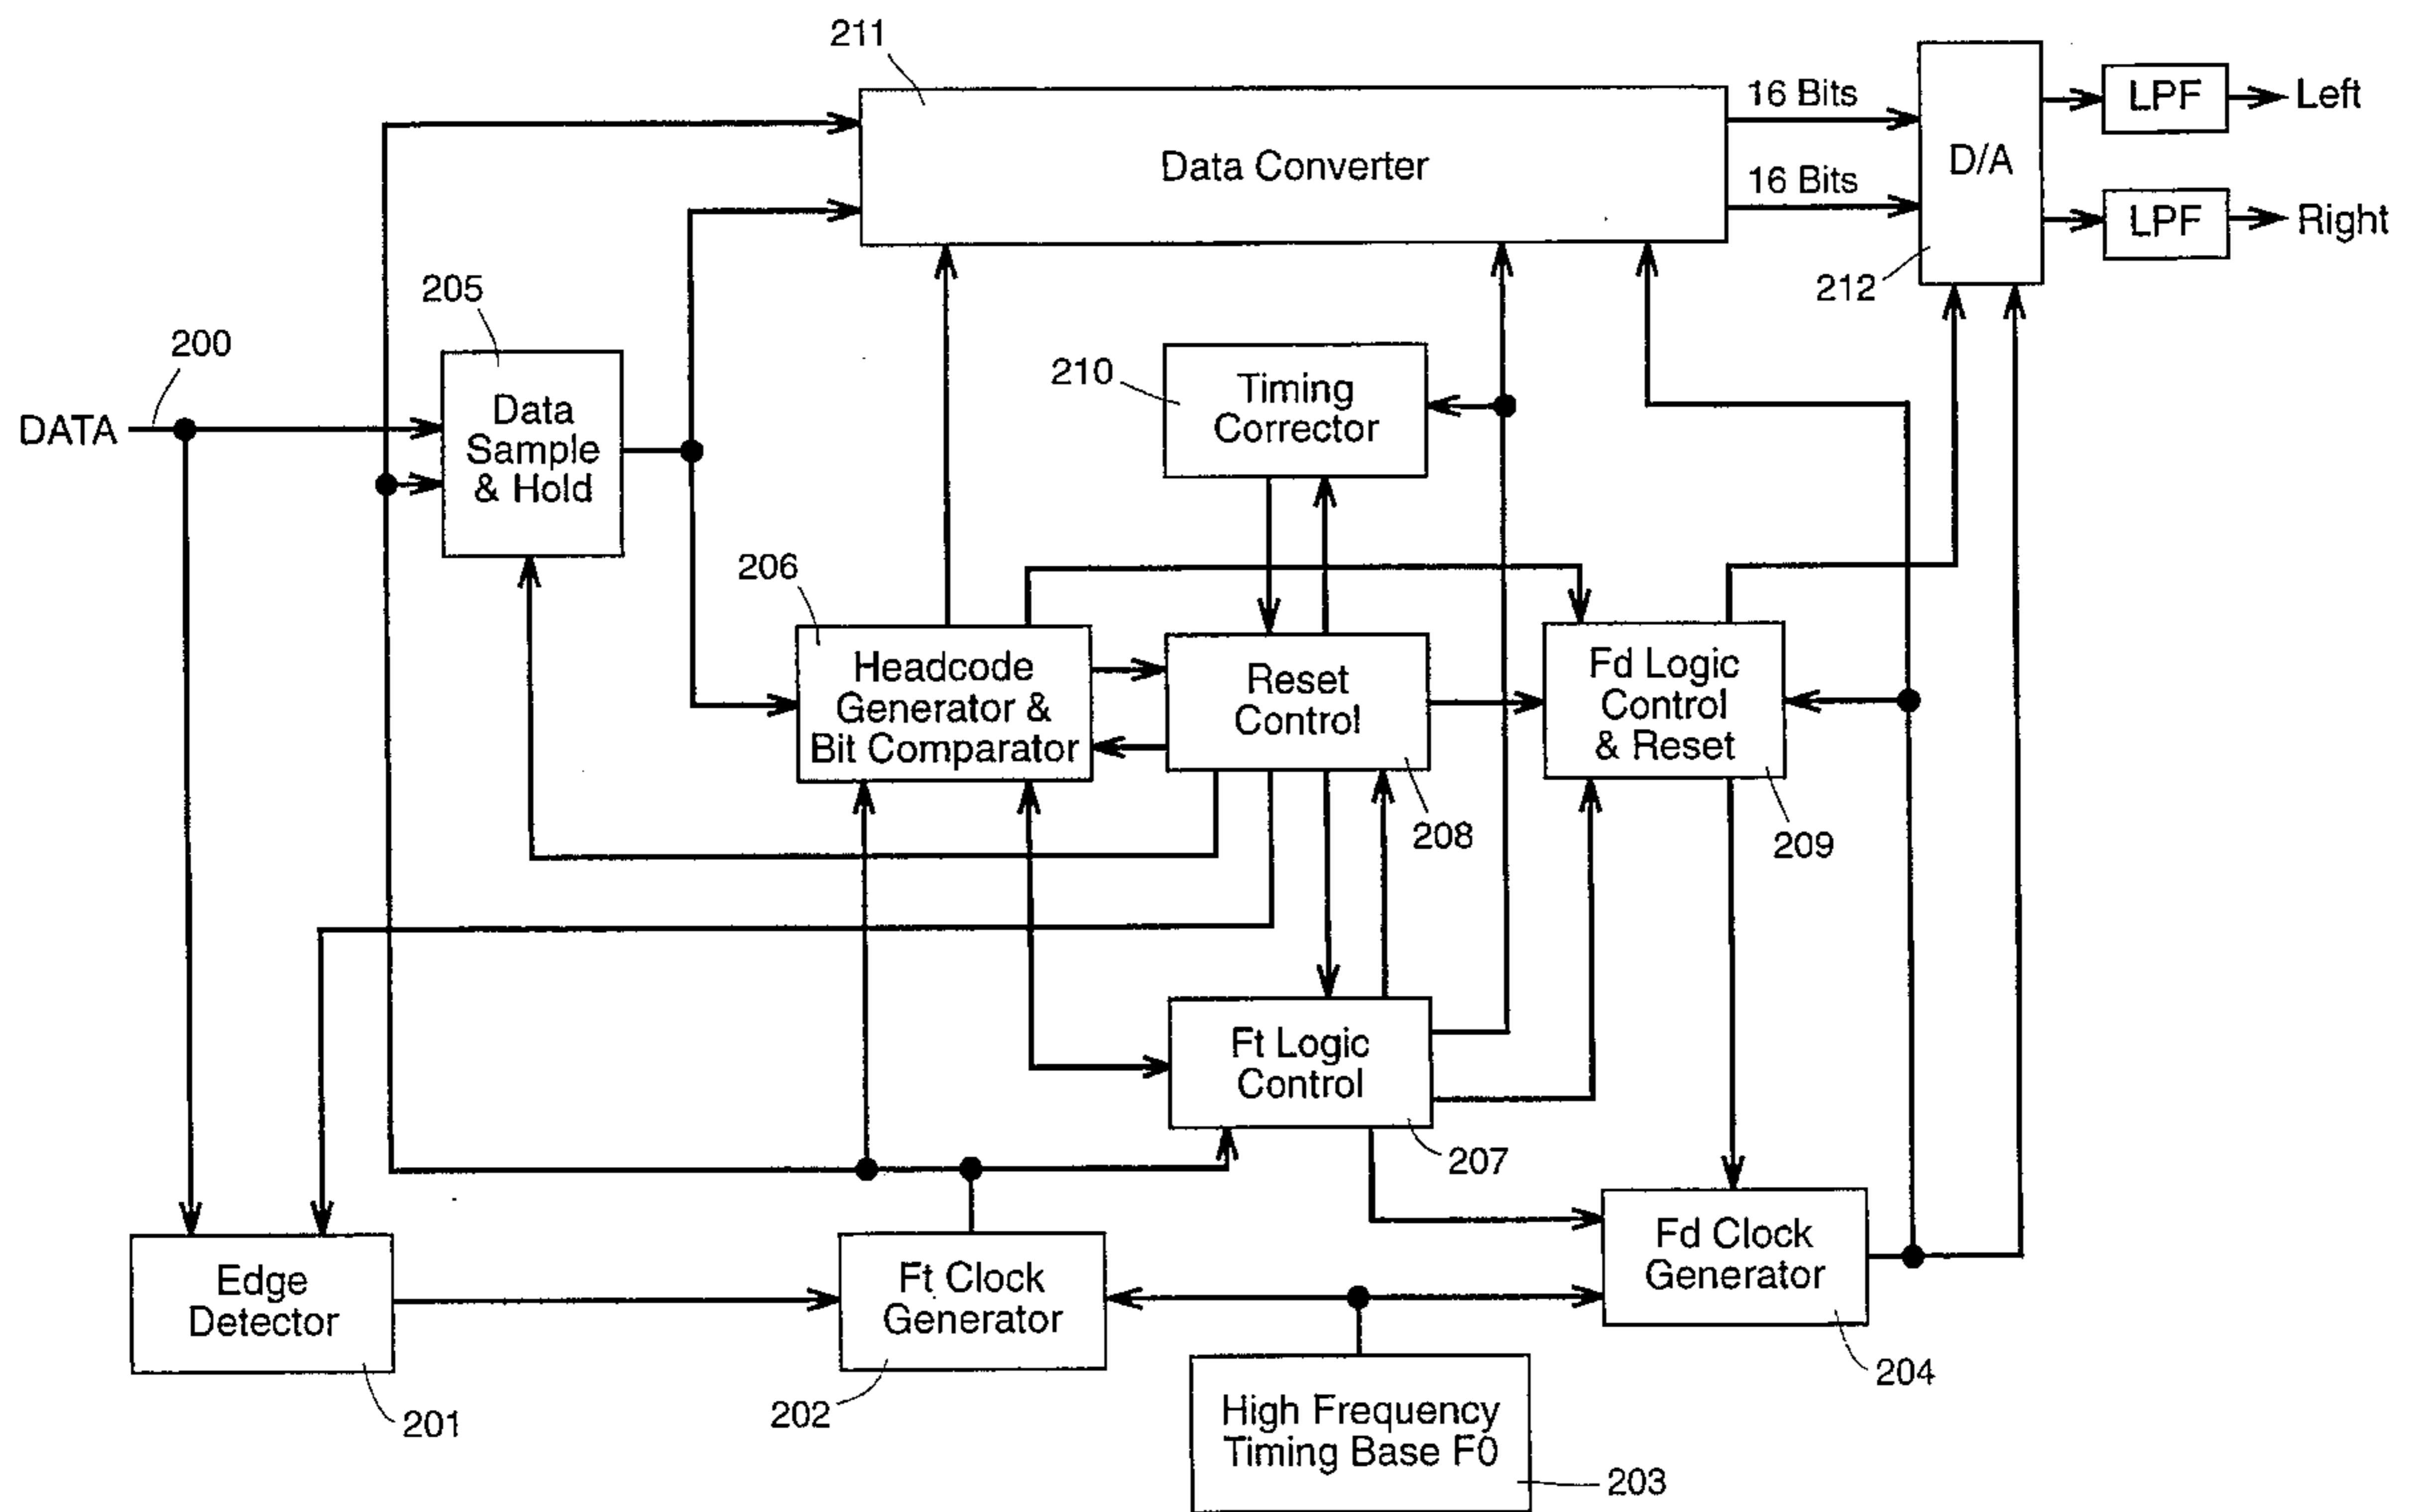 211
16 Bits
LPF
Left
Data Converter
D/A
16 Bits
LPF
Right
212
205
200
DATA
Data
Sample
& Hold
210
Timing
Corrector
206
Headcode
Generator &
Bit Comparator
Reset
Control
208
Fd Logic
Control
& Reset
209
Ft Logic
Control
207
Edge
Detector
201
Ft Clock
Generator
202
Fd Clock
Generator
204
High Frequency
Timing Base F0
203